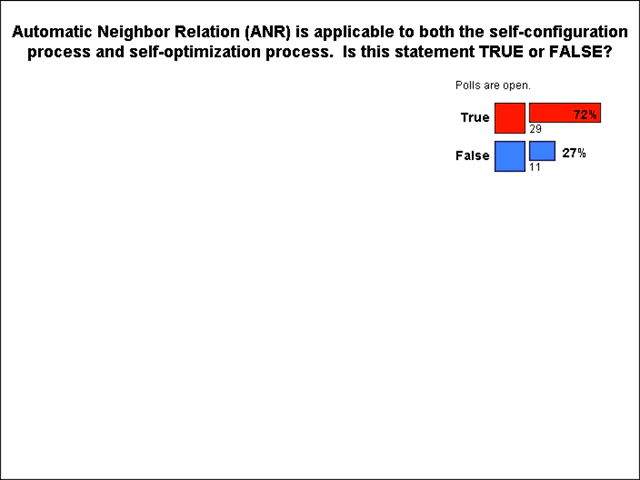 Automatic Neighbor Relation (ANR) is applicable to both the self-configuration
process and self-optimization process.  Is this statement TRUE or FALSE?
Polls are open.
True 72%
29
False 27%
11